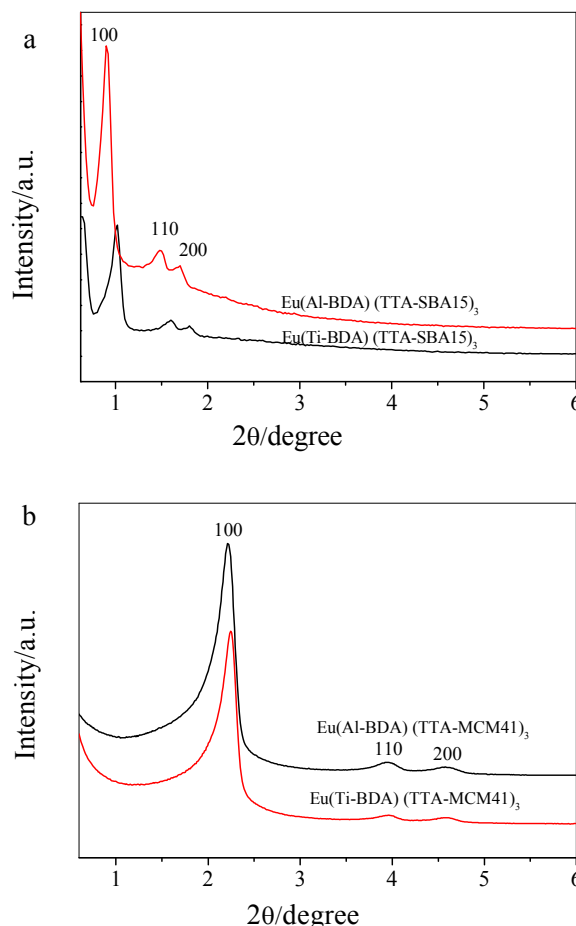 a
100
110
200
Eu(Al-BDA) (TTA-SBA15)₃
Eu(Ti-BDA) (TTA-SBA15)₃
Intensity/a.u.
1 2 3 4 5 6
2θ/degree
b
100
Eu(Al-BDA) (TTA-MCM41)₃
110 200
Eu(Ti-BDA) (TTA-MCM41)₃
Intensity/a.u.
1 2 3 4 5 6
2θ/degree